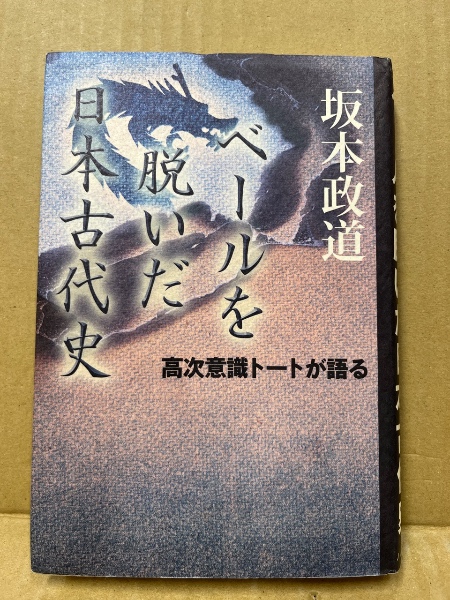 坂本政道
ベールを
脱いだ
日本古代史
高次意識トートが語る